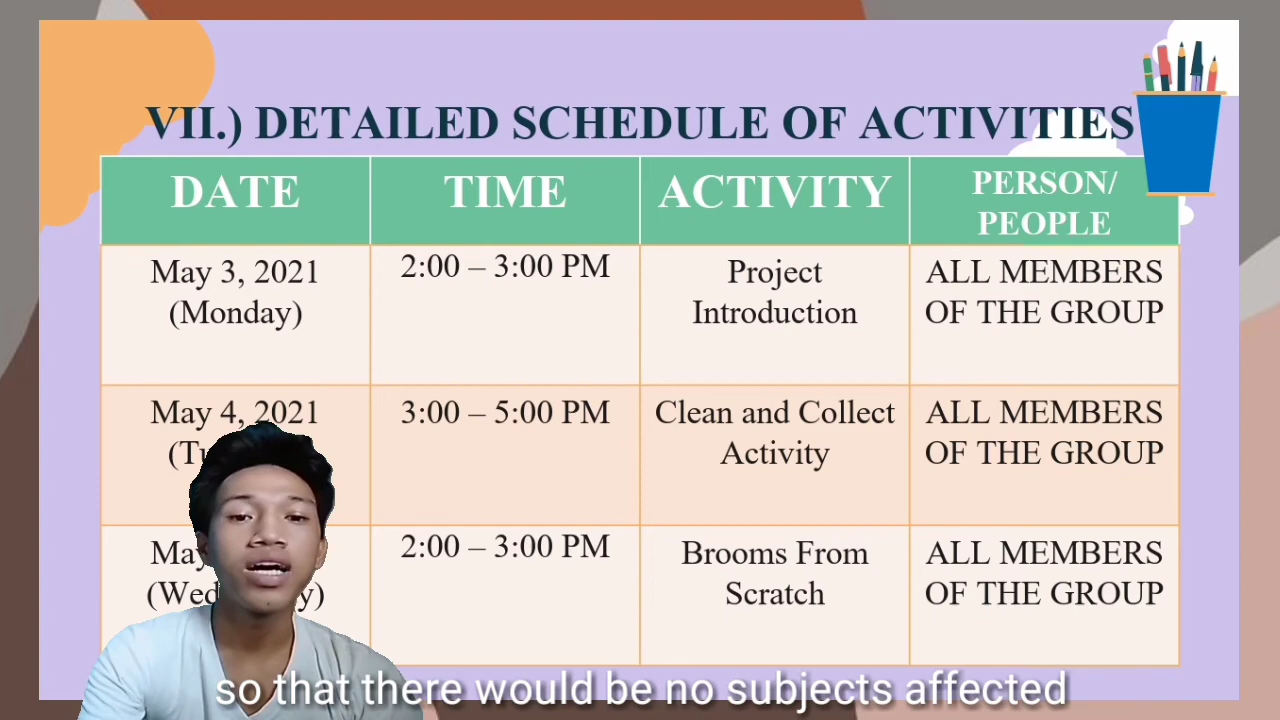 VII.) DETAILED SCHEDULE OF ACTIVITIES
DATE
TIME
ACTIVITY
PERSON/
PEOPLE
May 3, 2021
(Monday)
2:00 – 3:00 PM
Project
Introduction
ALL MEMBERS
OF THE GROUP
May 4, 2021
3:00 – 5:00 PM
Clean and Collect
Activity
ALL MEMBERS
OF THE GROUP
May
2:00 – 3:00 PM
Brooms From
Scratch
ALL MEMBERS
OF THE GROUP
so that there would be no subjects affected